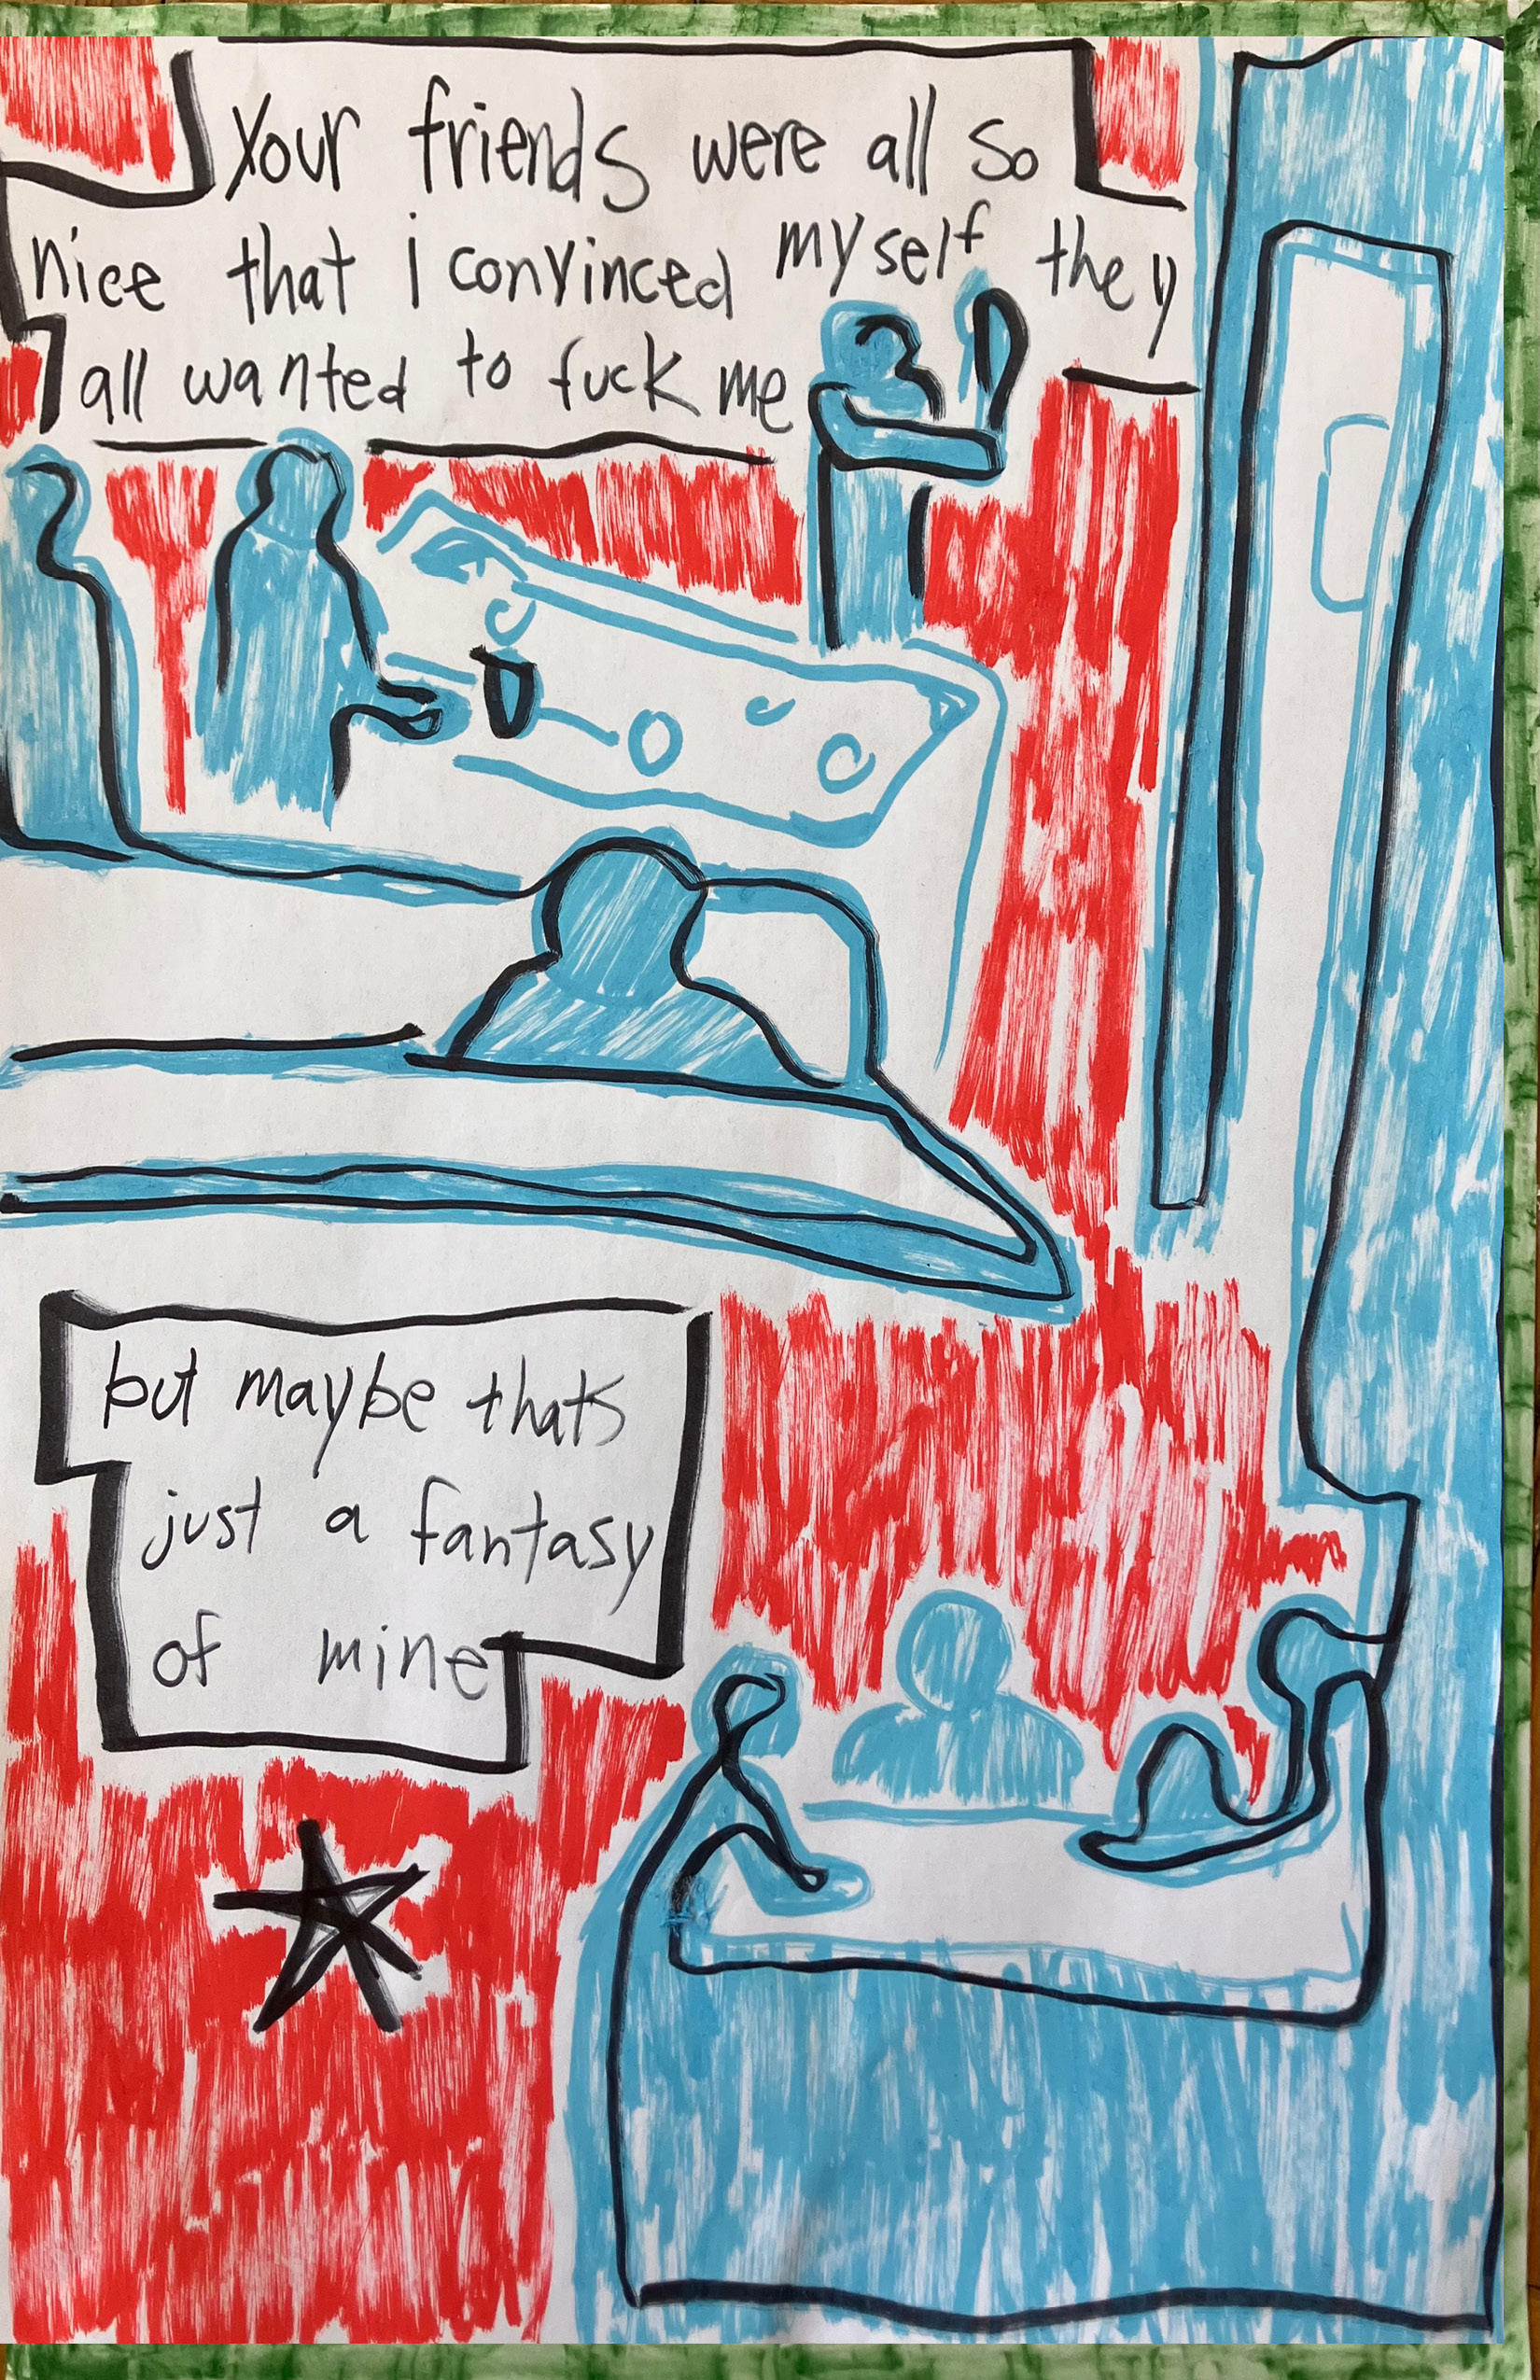 Your friends were all so
nice that i convinced myself they
all wanted to fuck me
but maybe thats
just a fantasy
of mine